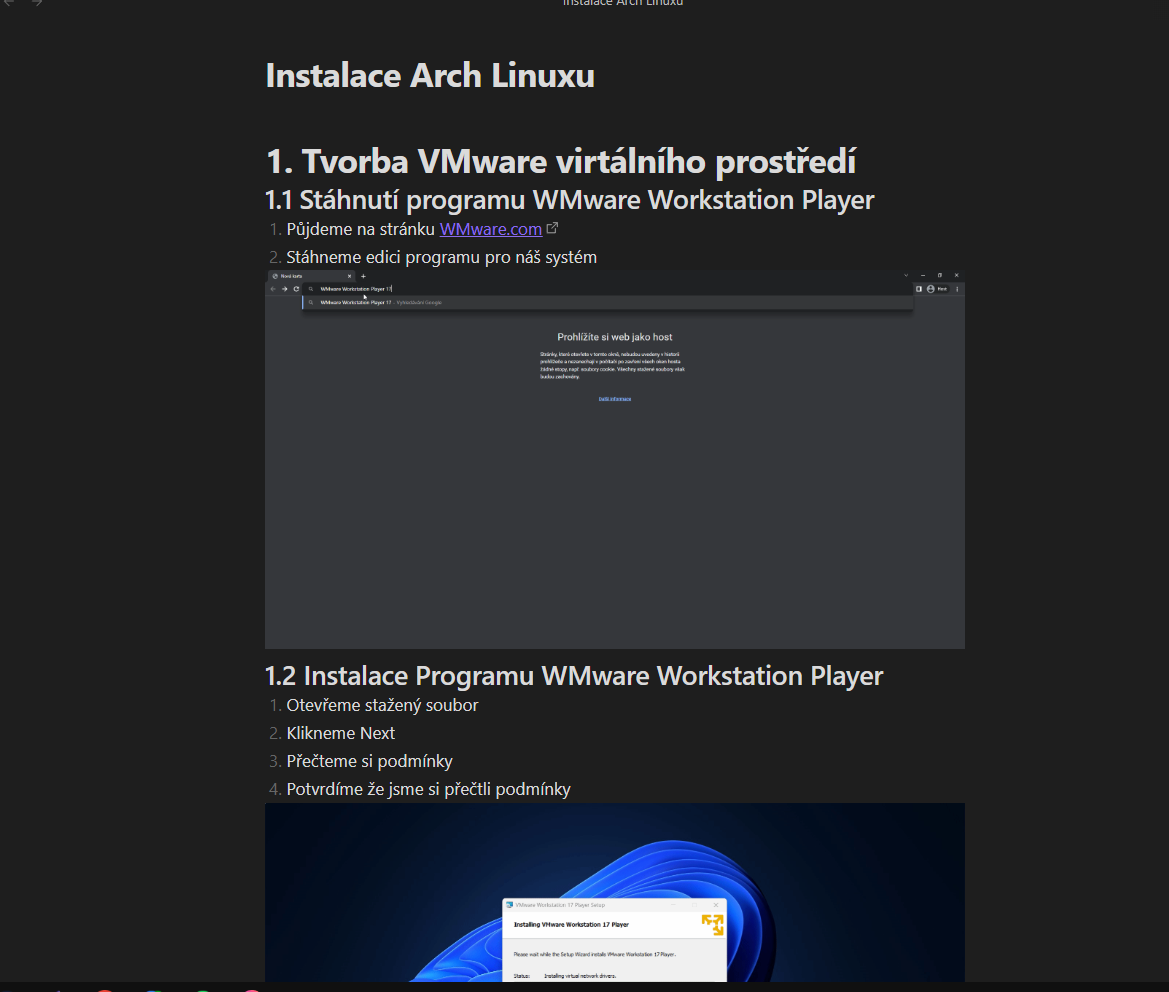 Instalace Arch Linuxu
Instalace Arch Linuxu
1. Tvorba VMware virtálního prostředí
1.1 Stáhnutí programu WMware Workstation Player
1. Půjdeme na stránku WMware.com
2. Stáhneme edici programu pro náš systém
Nová karta
WMware Workstation Player 17
WMware Workstation Player 17 - Vyhledávání Google
Host
Prohlížíte si web jako host
Stránky, které otevřete v tomto okně, nebudou uvedeny v historii
prohlížeče a nezanechají v počítači po zavření všech oken hosta
žádné stopy, např. soubory cookie. Všechny stažené soubory však
budou zachovány.
Další informace
1.2 Instalace Programu WMware Workstation Player
1. Otevřeme stažený soubor
2. Klikneme Next
3. Přečteme si podmínky
4. Potvrdíme že jsme si přečtli podmínky
VMware Workstation 17 Player Setup
Installing VMware Workstation 17 Player
Please wait while the Setup Wizard installs VMware Workstation 17 Player.
Status: Installing virtual network drivers.